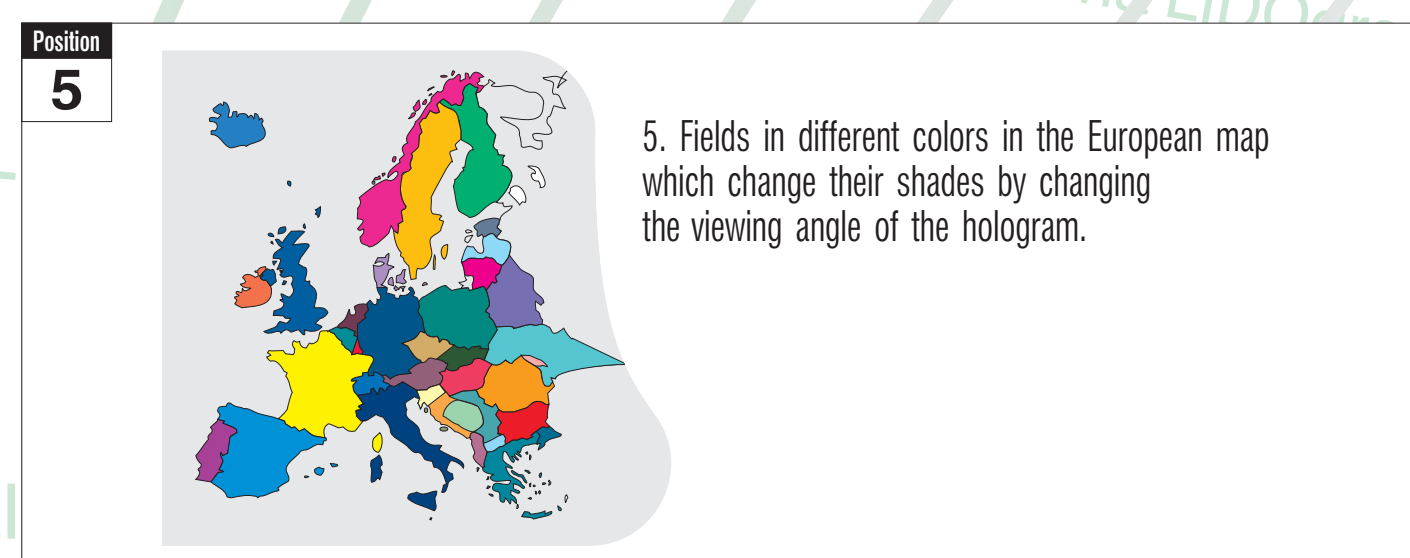 Position
5
5. Fields in different colors in the European map
which change their shades by changing
the viewing angle of the hologram.